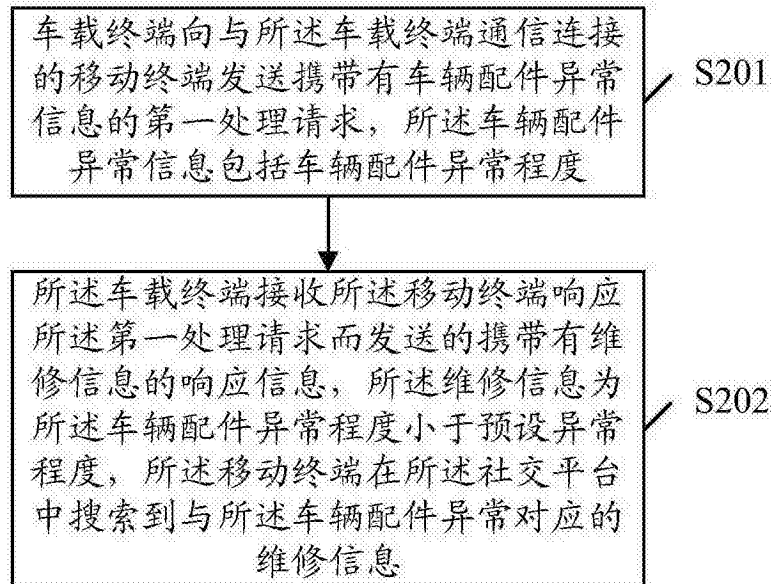 车载终端向与所述车载终端通信连接
的移动终端发送携带有车辆配件异常
信息的第一处理请求，所述车辆配件
异常信息包括车辆配件异常程度
S201
所述车载终端接收所述移动终端响应
所述第一处理请求而发送的携带有维
修信息的响应信息，所述维修信息为
所述车辆配件异常程度小于预设异常
程度，所述移动终端在所述社交平台
中搜索到与所述车辆配件异常对应的
维修信息
S202